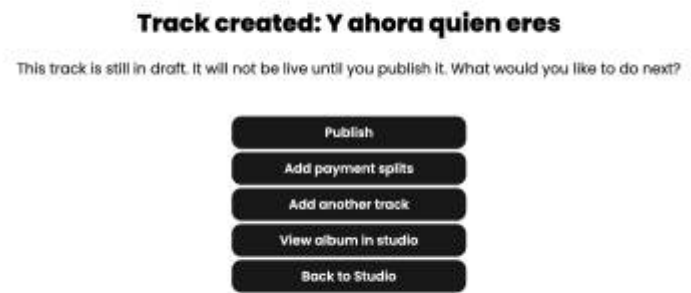 Track created: Y ahora quien eres
This track is still in draft. It will not be live until you publish it. What would you like to do next?
Publish
Add payment splits
Add another track
View album in studio
Back to Studio